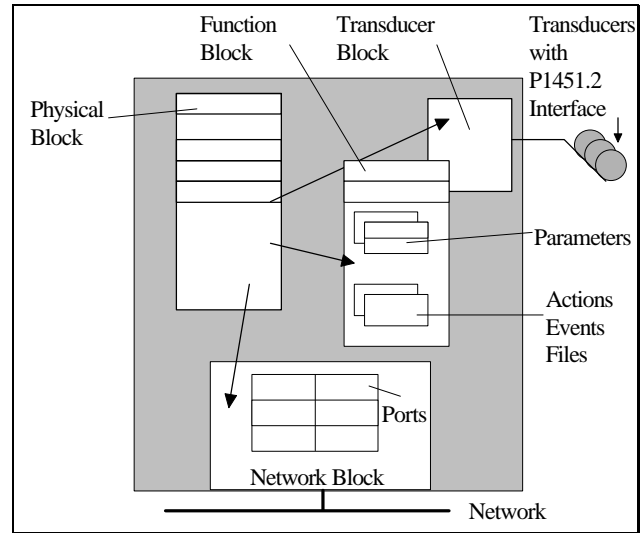 Function
Block
Transducer
Block
Transducers
with
P1451.2
Interface
Physical
Block
Parameters
Actions
Events
Files
Ports
Network Block
Network